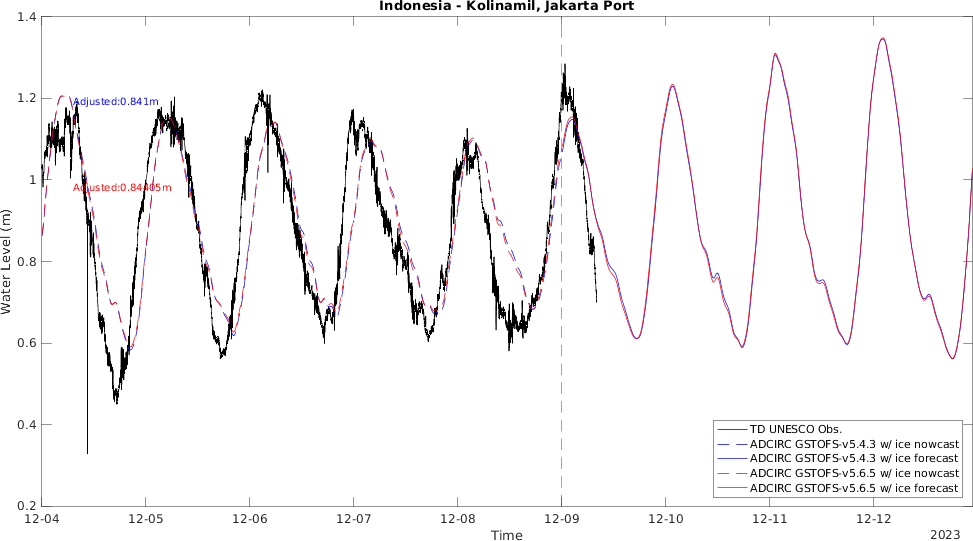 Indonesia - Kolinamil, Jakarta Port
1.4
1.2
1
0.8
0.6
0.4
0.2
Water Level (m)
Adjusted:0.841m
Adjusted:0.84405m
TD UNESCO Obs.
ADCIRC GSTOFS-v5.4.3 w/ ice nowcast
ADCIRC GSTOFS-v5.4.3 w/ ice forecast
ADCIRC GSTOFS-v5.6.5 w/ ice nowcast
ADCIRC GSTOFS-v5.6.5 w/ ice forecast
12-04 12-05 12-06 12-07 12-08 12-09 12-10 12-11 12-12
Time
2023